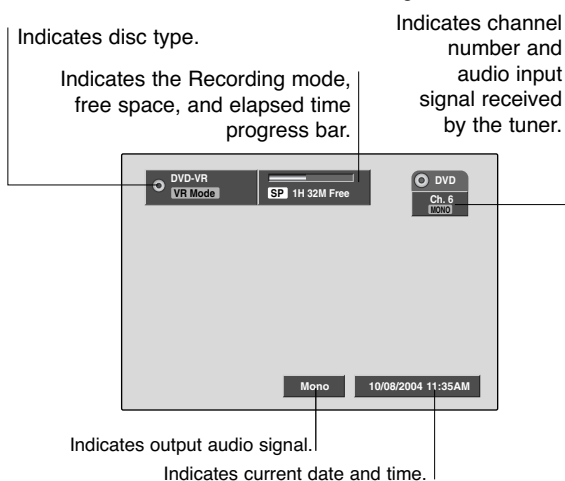 Indicates disc type.
Indicates the Recording mode,
free space, and elapsed time
progress bar.
Indicates channel
number and
audio input
signal received
by the tuner.
DVD-VR
VR Mode
SP 1H 32M Free
DVD
Ch. 6
MONO
Mono
10/08/2004 11:35AM
Indicates output audio signal.
Indicates current date and time.